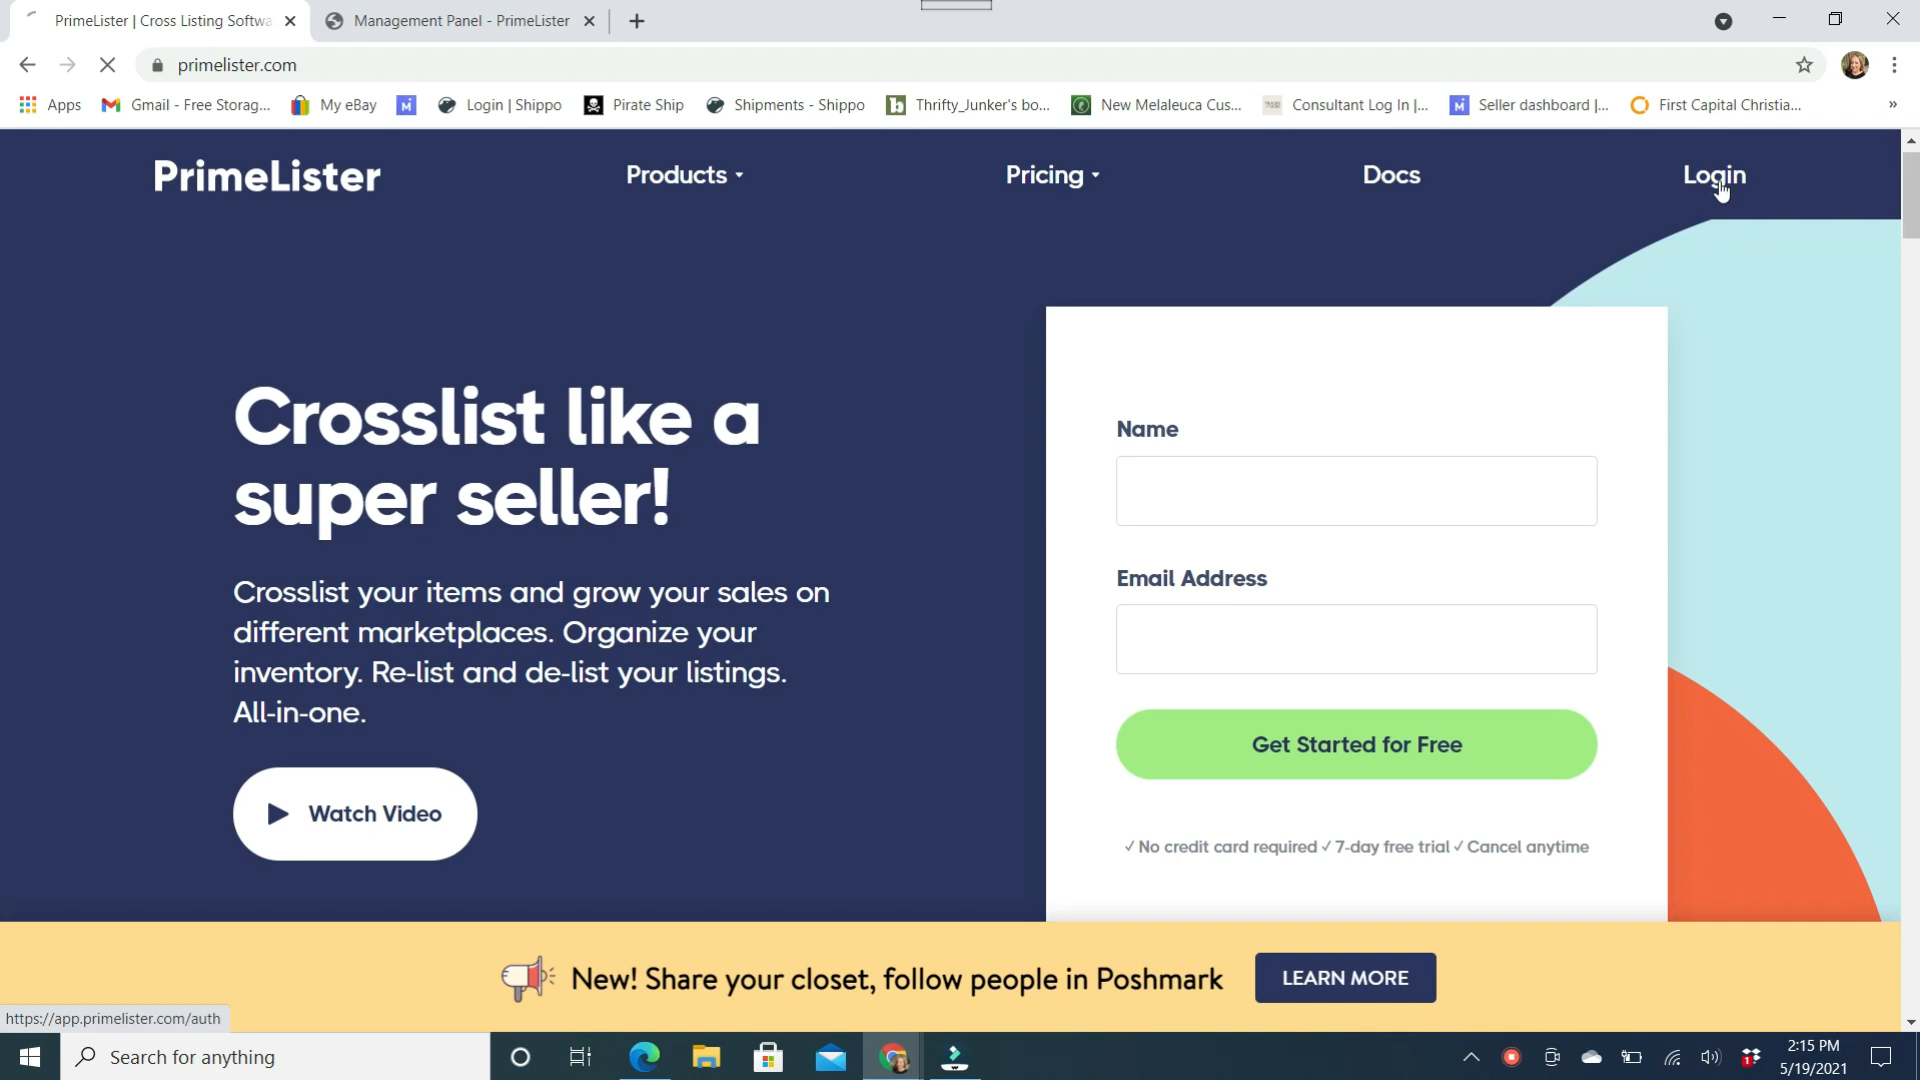 PrimeLister | Cross Listing Softwa
Management Panel - PrimeLister
primelister.com
Apps
Gmail - Free Storag...
My eBay
Login | Shippo
Pirate Ship
Shipments - Shippo
Thrifty_Junker's bo...
New Melaleuca Cus...
Consultant Log In |...
Seller dashboard |...
First Capital Christia...
»
PrimeLister
Products
Pricing
Docs
Login
Crosslist like a
super seller!
Crosslist your items and grow your sales on
different marketplaces. Organize your
inventory. Re-list and de-list your listings.
All-in-one.
Watch Video
Name
Email Address
Get Started for Free
✓ No credit card required ✓ 7-day free trial ✓ Cancel anytime
New! Share your closet, follow people in Poshmark
LEARN MORE
https://app.primelister.com/auth
Search for anything
2:15 PM
5/19/2021